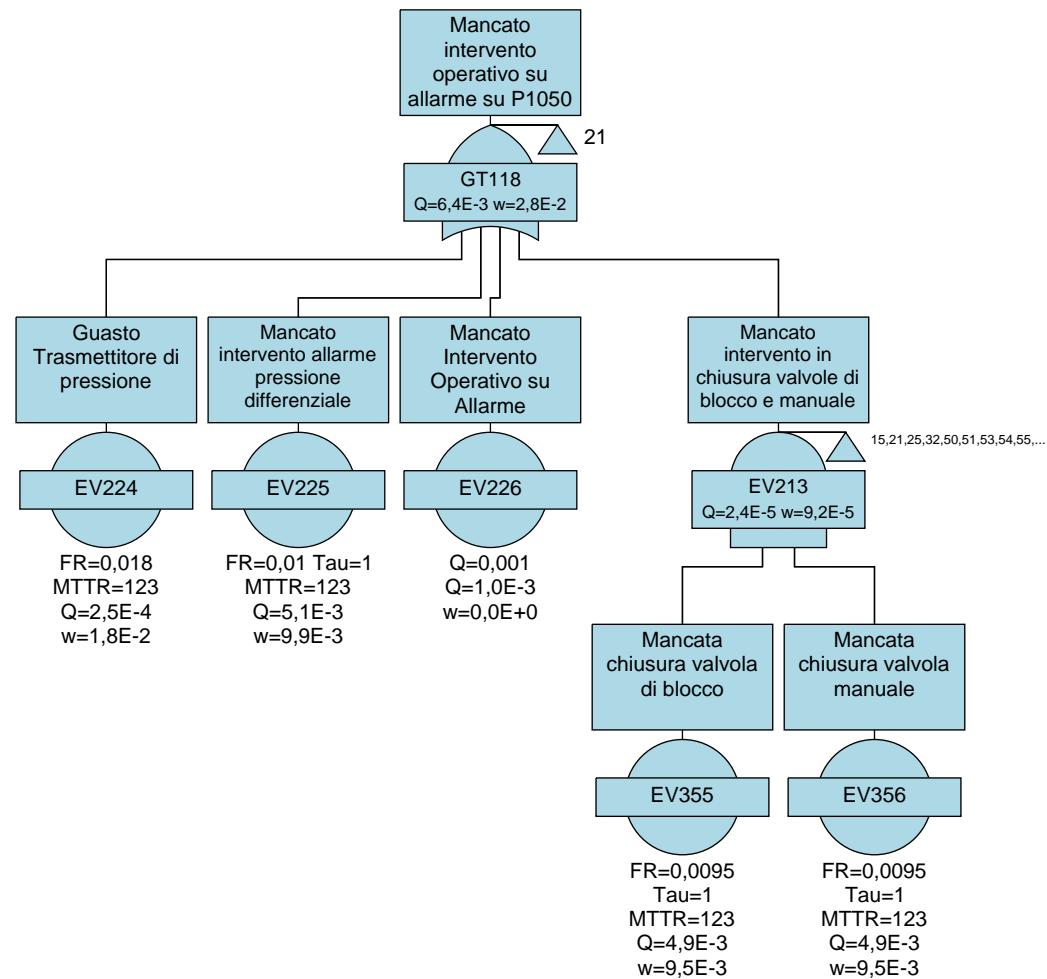 Mancato
intervento
operativo su
allarme su P1050
21
GT118
Q=6,4E-3 w=2,8E-2
Guasto
Trasmettitore di
pressione
Mancato
intervento allarme
pressione
differenziale
Mancato
Intervento
Operativo su
Allarme
Mancato
intervento in
chiusura valvole di
blocco e manuale
15,21,25,32,50,51,53,54,55,...
EV224
EV225
EV226
EV213
Q=2,4E-5 w=9,2E-5
FR=0,018
MTTR=123
Q=2,5E-4
w=1,8E-2
FR=0,01 Tau=1
MTTR=123
Q=5,1E-3
w=9,9E-3
Q=0,001
Q=1,0E-3
w=0,0E+0
Mancata
chiusura valvola
di blocco
Mancata
chiusura valvola
manuale
EV355
EV356
FR=0,0095
Tau=1
MTTR=123
Q=4,9E-3
w=9,5E-3
FR=0,0095
Tau=1
MTTR=123
Q=4,9E-3
w=9,5E-3